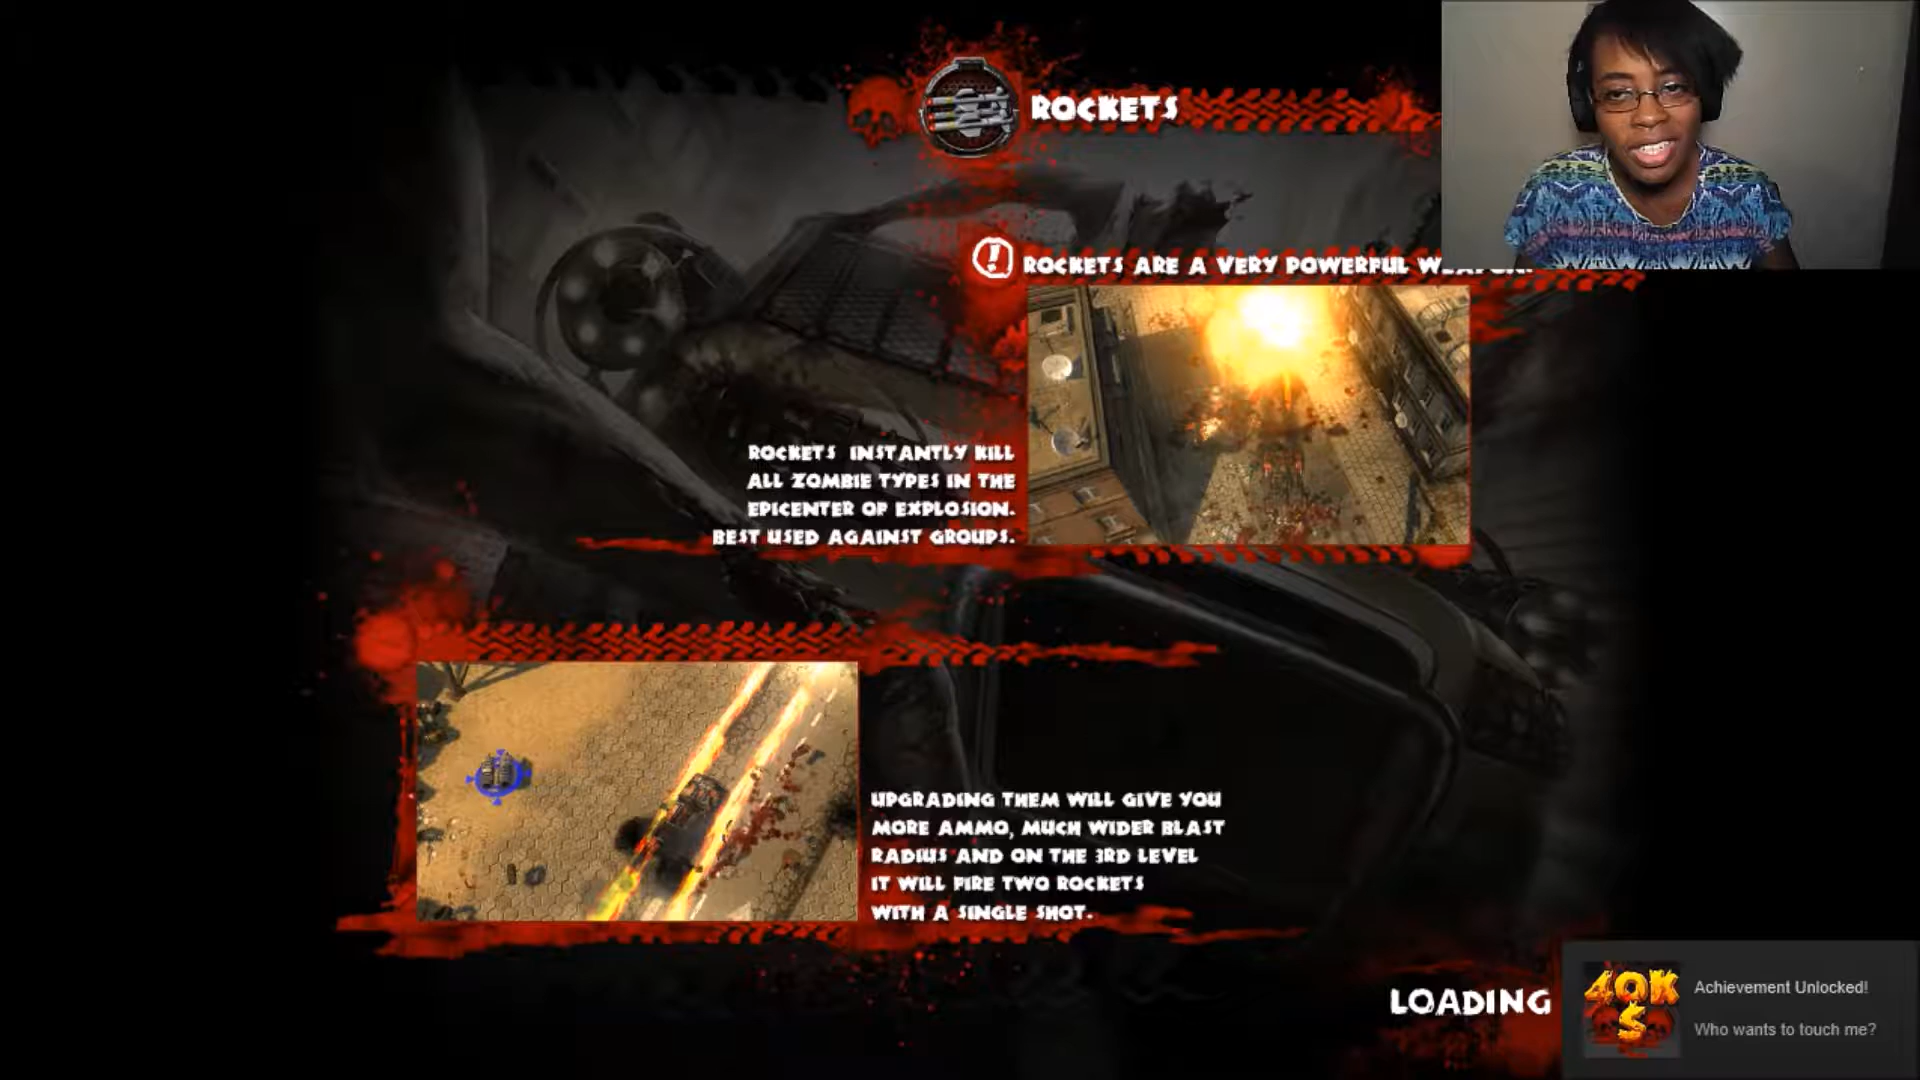 ROCKETS
ROCKETS ARE A VERY POWERFUL
ROCKETS INSTANTLY KILL
ALL ZOMBIE TYPES IN THE
EPICENTER OF EXPLOSION.
BEST USED AGAINST GROUPS.
UPGRADING THEM WILL GIVE YOU
MORE AMMO, MUCH WIDER BLAST
RADIUS AND ON THE 3RD LEVEL
IT WILL FIRE TWO ROCKETS
WITH A SINGLE SHOT.
LOADING
40K
$
Achievement Unlocked!
Who wants to touch me?